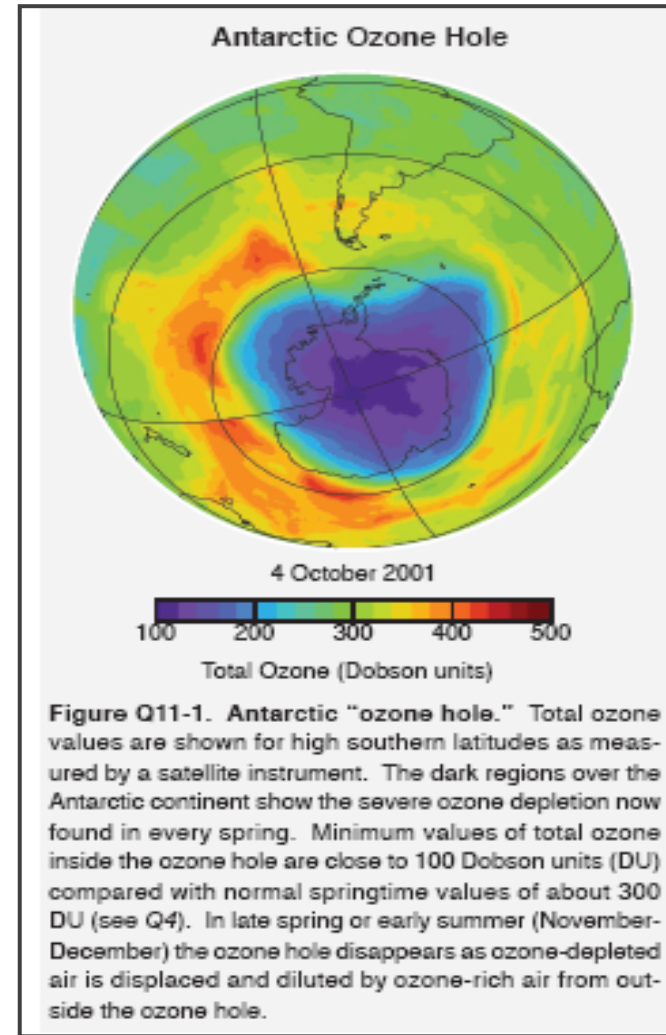 Antarctic Ozone Hole
4 October 2001
100 200 300 400 500
Total Ozone (Dobson units)
Figure Q11-1. Antarctic “ozone hole.” Total ozone
values are shown for high southern latitudes as meas-
ured by a satellite instrument. The dark regions over the
Antarctic continent show the severe ozone depletion now
found in every spring. Minimum values of total ozone
inside the ozone hole are close to 100 Dobson units (DU)
compared with normal springtime values of about 300
DU (see Q4). In late spring or early summer (November-
December) the ozone hole disappears as ozone-depleted
air is displaced and diluted by ozone-rich air from out-
side the ozone hole.